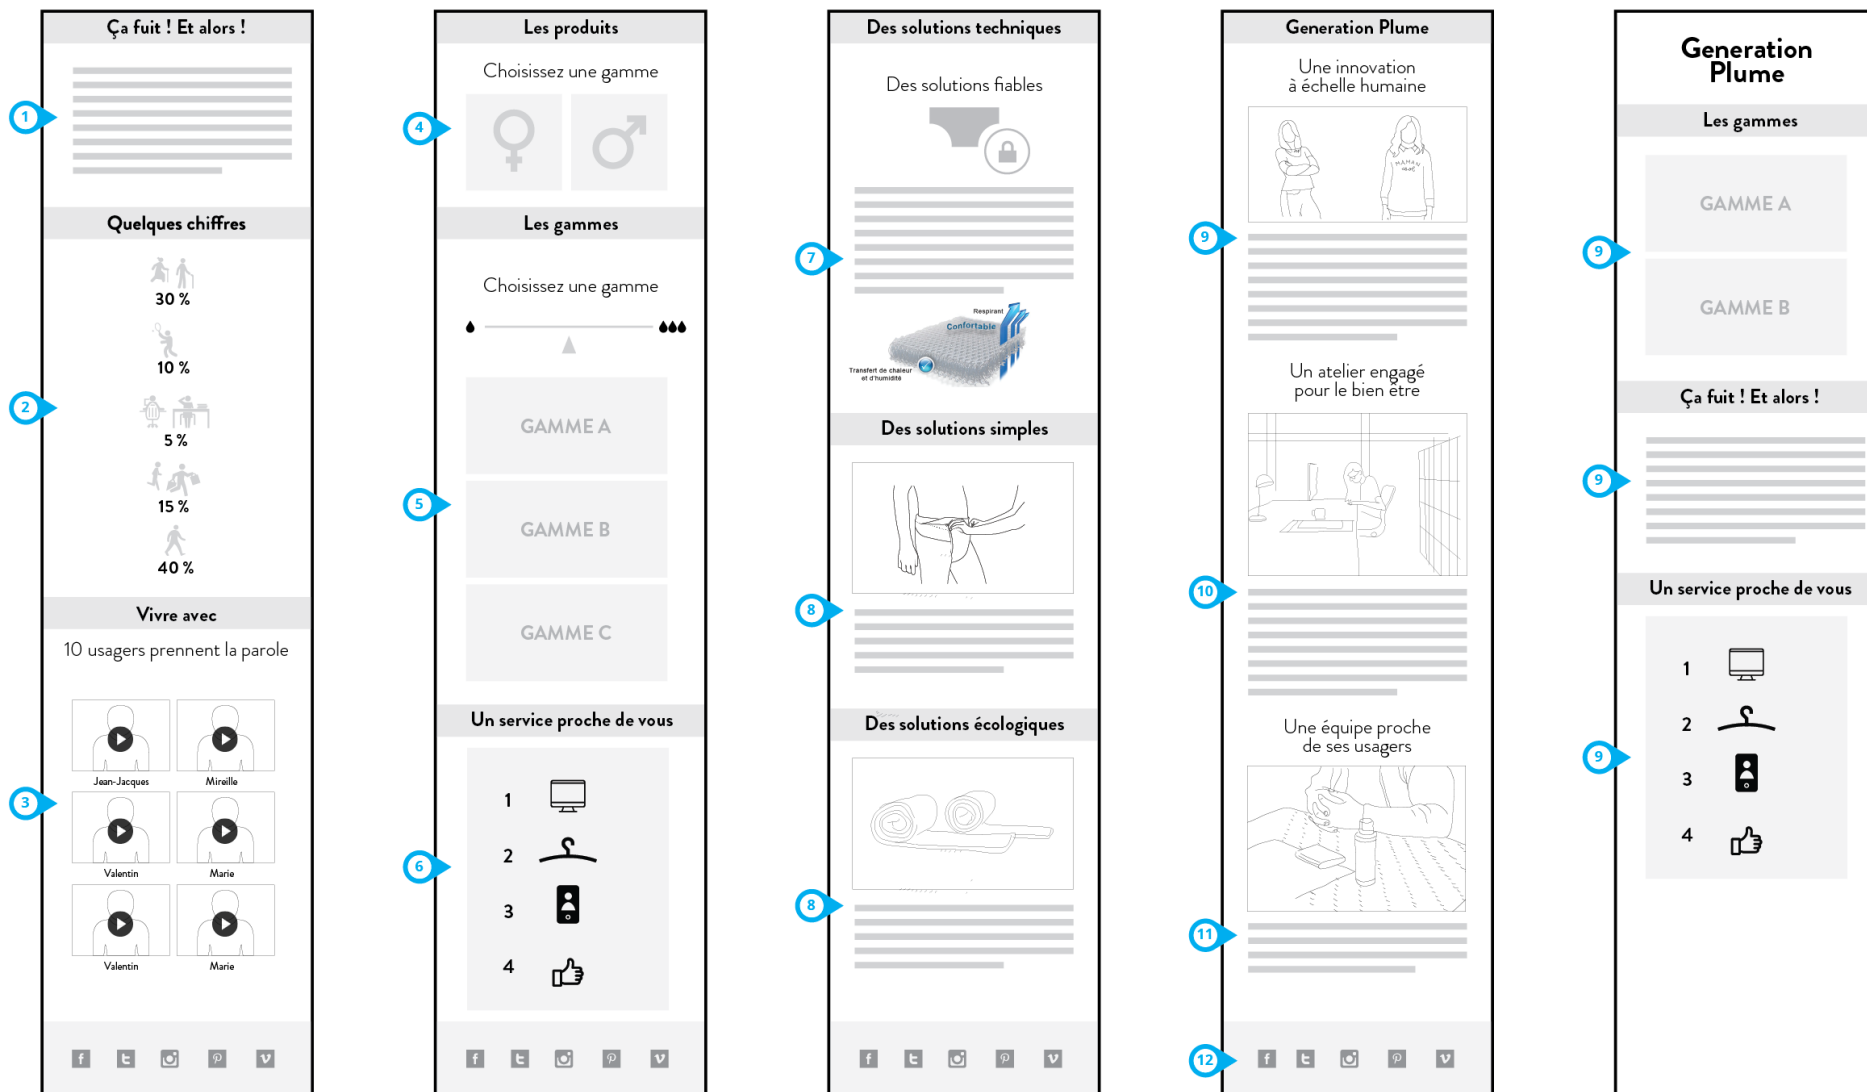 Ça fuit ! Et alors !
1
Quelques chiffres
30 %
10 %
2
5 %
15 %
40 %
Vivre avec
10 usagers prennent la parole
Jean-Jacques
Mireille
3
Valentin
Marie
Valentin
Marie
Les produits
Choisissez une gamme
4
Les gammes
Choisissez une gamme
GAMME A
5
GAMME B
GAMME C
Un service proche de vous
1
2
6
3
4
Des solutions techniques
Des solutions fiables
7
Respirant
Confortable
Transfert de chaleur
et d'humidité
Des solutions simples
8
Des solutions écologiques
8
Generation Plume
Une innovation
à échelle humaine
MAMAN
9
Un atelier engagé
pour le bien être
10
Une équipe proche
de ses usagers
11
12
Generation
Plume
Les gammes
GAMME A
9
GAMME B
Ça fuit ! Et alors !
9
Un service proche de vous
1
2
9
3
4